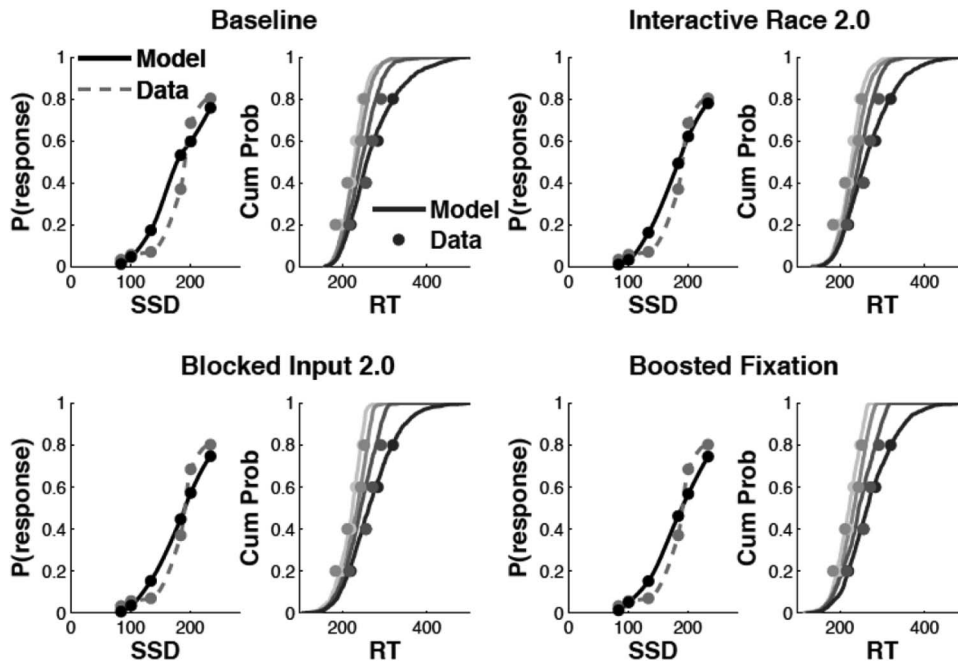 Baseline
Interactive Race 2.0
P(response)
1
0.8
0.6
0.4
0.2
0
Model
Data
0 100 200
SSD
Cum Prob
1
0.8
0.6
0.4
0.2
0
Model
Data
200 400
RT
P(response)
1
0.8
0.6
0.4
0.2
0
0 100 200
SSD
Cum Prob
1
0.8
0.6
0.4
0.2
0
200 400
RT
Blocked Input 2.0
Boosted Fixation
P(response)
1
0.8
0.6
0.4
0.2
0
0 100 200
SSD
Cum Prob
1
0.8
0.6
0.4
0.2
0
200 400
RT
P(response)
1
0.8
0.6
0.4
0.2
0
0 100 200
SSD
Cum Prob
1
0.8
0.6
0.4
0.2
0
200 400
RT